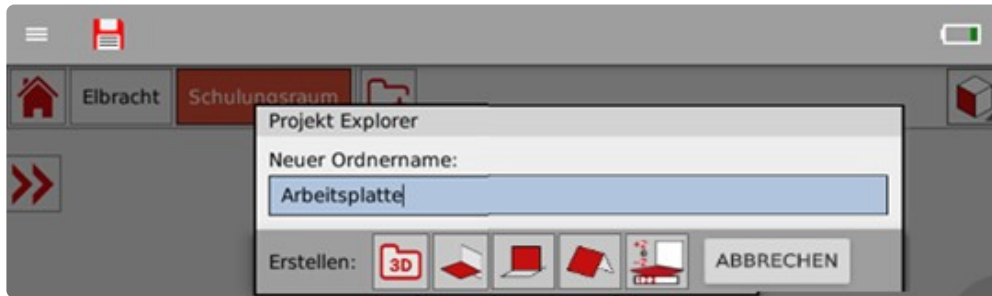 Elbracht Schulungsraum
Projekt Explorer
Neuer Ordnername:
Arbeitsplatte
Erstellen: 3D ABBRECHEN